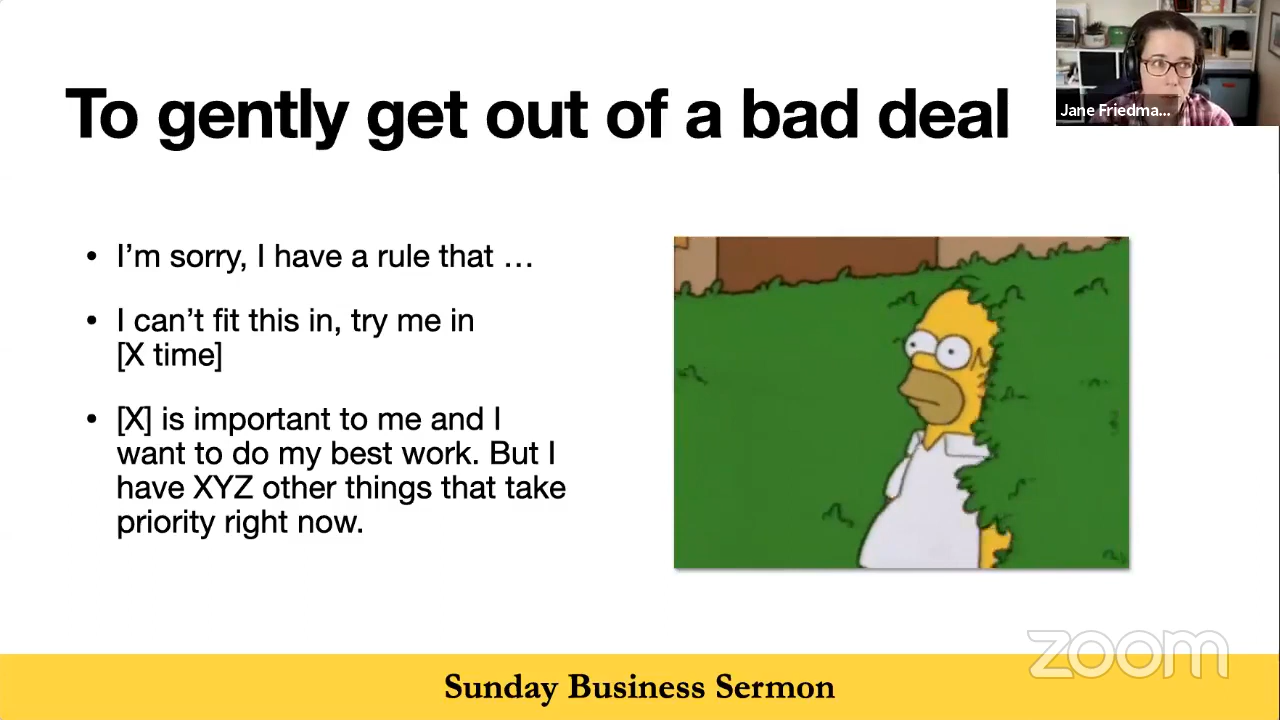 To gently get out of a bad deal
Jane Friedma...
• I'm sorry, I have a rule that …
• I can't fit this in, try me in
[X time]
• [X] is important to me and I
want to do my best work. But I
have XYZ other things that take
priority right now.
zoom
Sunday Business Sermon